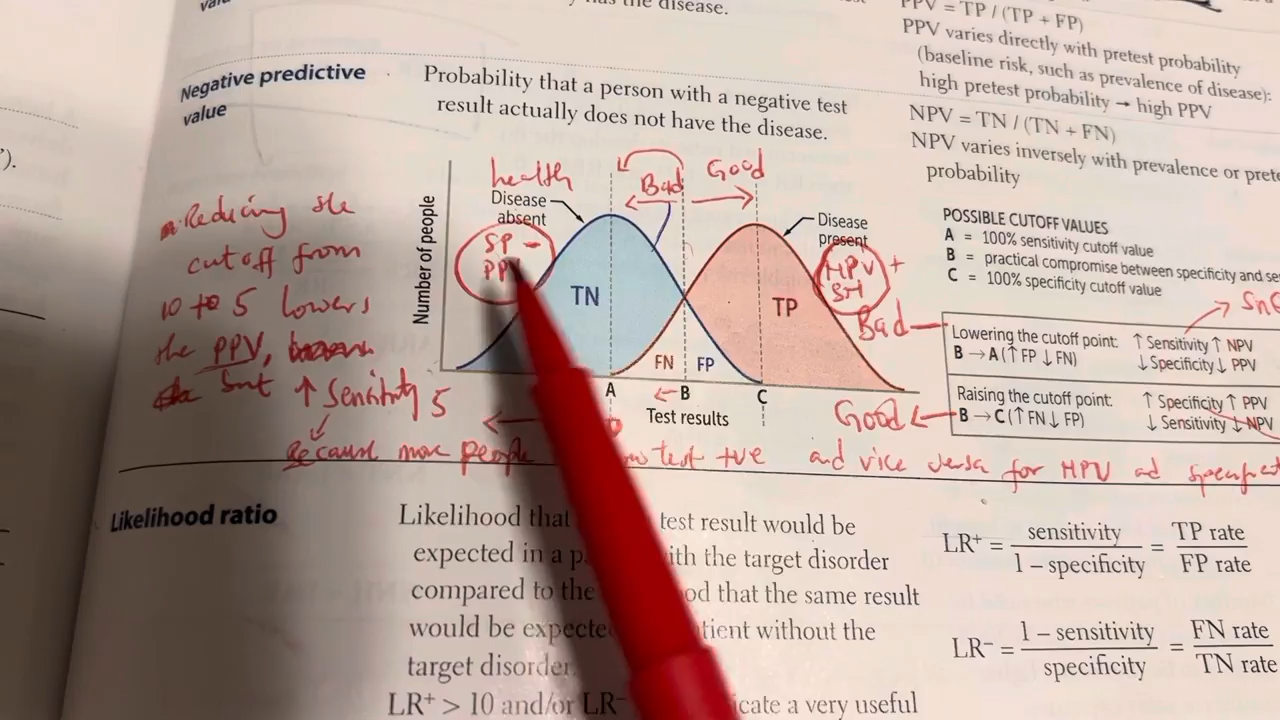 has the disease.
PPV = TP / (TP + FP)
PPV varies directly with pretest probability
(baseline risk, such as prevalence of disease):
high pretest probability → high PPV
Negative predictive
value
Probability that a person with a negative test
result actually does not have the disease.
NPV = TN / (TN + FN)
NPV varies inversely with prevalence or
probability
health
Bad
Good
Disease
absent
Disease
present
Number of people
SP -
TN
FN
FP
TP
+
A
B
C
Test results
Reducing the
cutoff from
10 to 5 lowers
the PPV,
↑ Sensitivity 5
Because more people
test +ve and vice versa for HPV ad
POSSIBLE CUTOFF VALUES
A = 100% sensitivity cutoff value
B = practical compromise between specificity and
C = 100% specificity cutoff value
Bad
Lowering the cutoff point:
B → A (↑ FP ↓ FN)
↑ Sensitivity ↑ NPV
↓ Specificity ↓ PPV
Good
Raising the cutoff point:
B → C (↑ FN ↓ FP)
↑ Specificity ↑ PPV
↓ Sensitivity ↓ NPV
Likelihood ratio
Likelihood that test result would be
expected in a with the target disorder
compared to the that the same result
would be without the
target disorder.
LR+ > 10 and/or LR– a very useful
LR+ = sensitivity / 1 – specificity = TP rate / FP rate
LR– = 1 – sensitivity / specificity = FN rate / TN rate